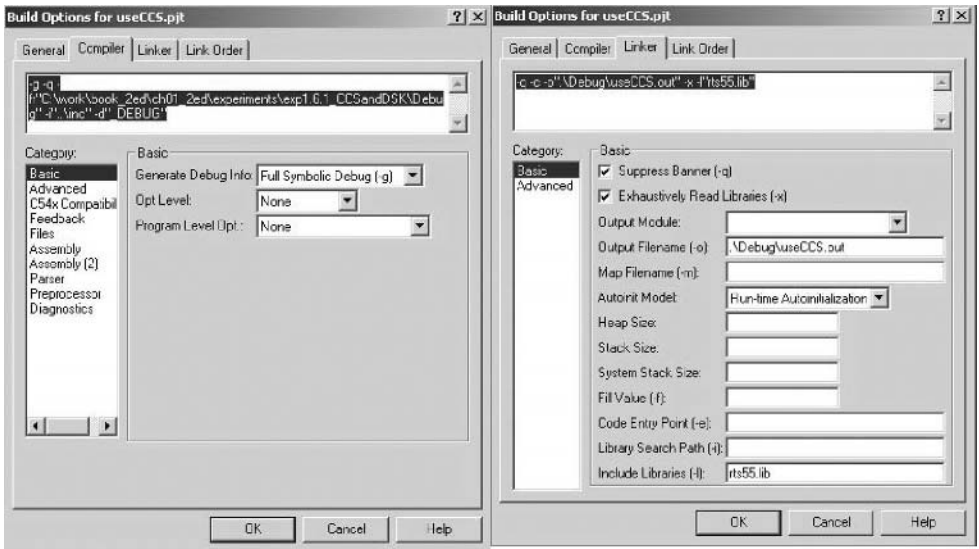 Build Options for useCCS.pjt
General Compiler Linker Link Order
-g -q -
fr"C:\work\book_2ed\ch01_2ed\experiments\exp1.6.1_CCSandDSK\Debu
g" -i"..\inc" -d"_DEBUG"
Category:
Basic
Advanced
C54x Compatibil
Feedback
Files
Assembly
Assembly (2)
Parser
Preprocessor
Diagnostics
Basic
Generate Debug Info: Full Symbolic Debug (-g)
Opt Level: None
Program Level Opt.: None
OK Cancel Help
Build Options for useCCS.pjt
General Compiler Linker Link Order
-q -c -o".\Debug\useCCS.out" -x -l"rts55.lib"
Category:
Basic
Advanced
Basic
Suppress Banner (-q)
Exhaustively Read Libraries (-x)
Output Module:
Output Filename (-o): .\Debug\useCCS.out
Map Filename (-m):
Autoinit Model: Run-time Autoinitialization
Heap Size:
Stack Size:
System Stack Size:
Fill Value (-f):
Code Entry Point (-e):
Library Search Path (-i):
Include Libraries (-l): rts55.lib
OK Cancel Help